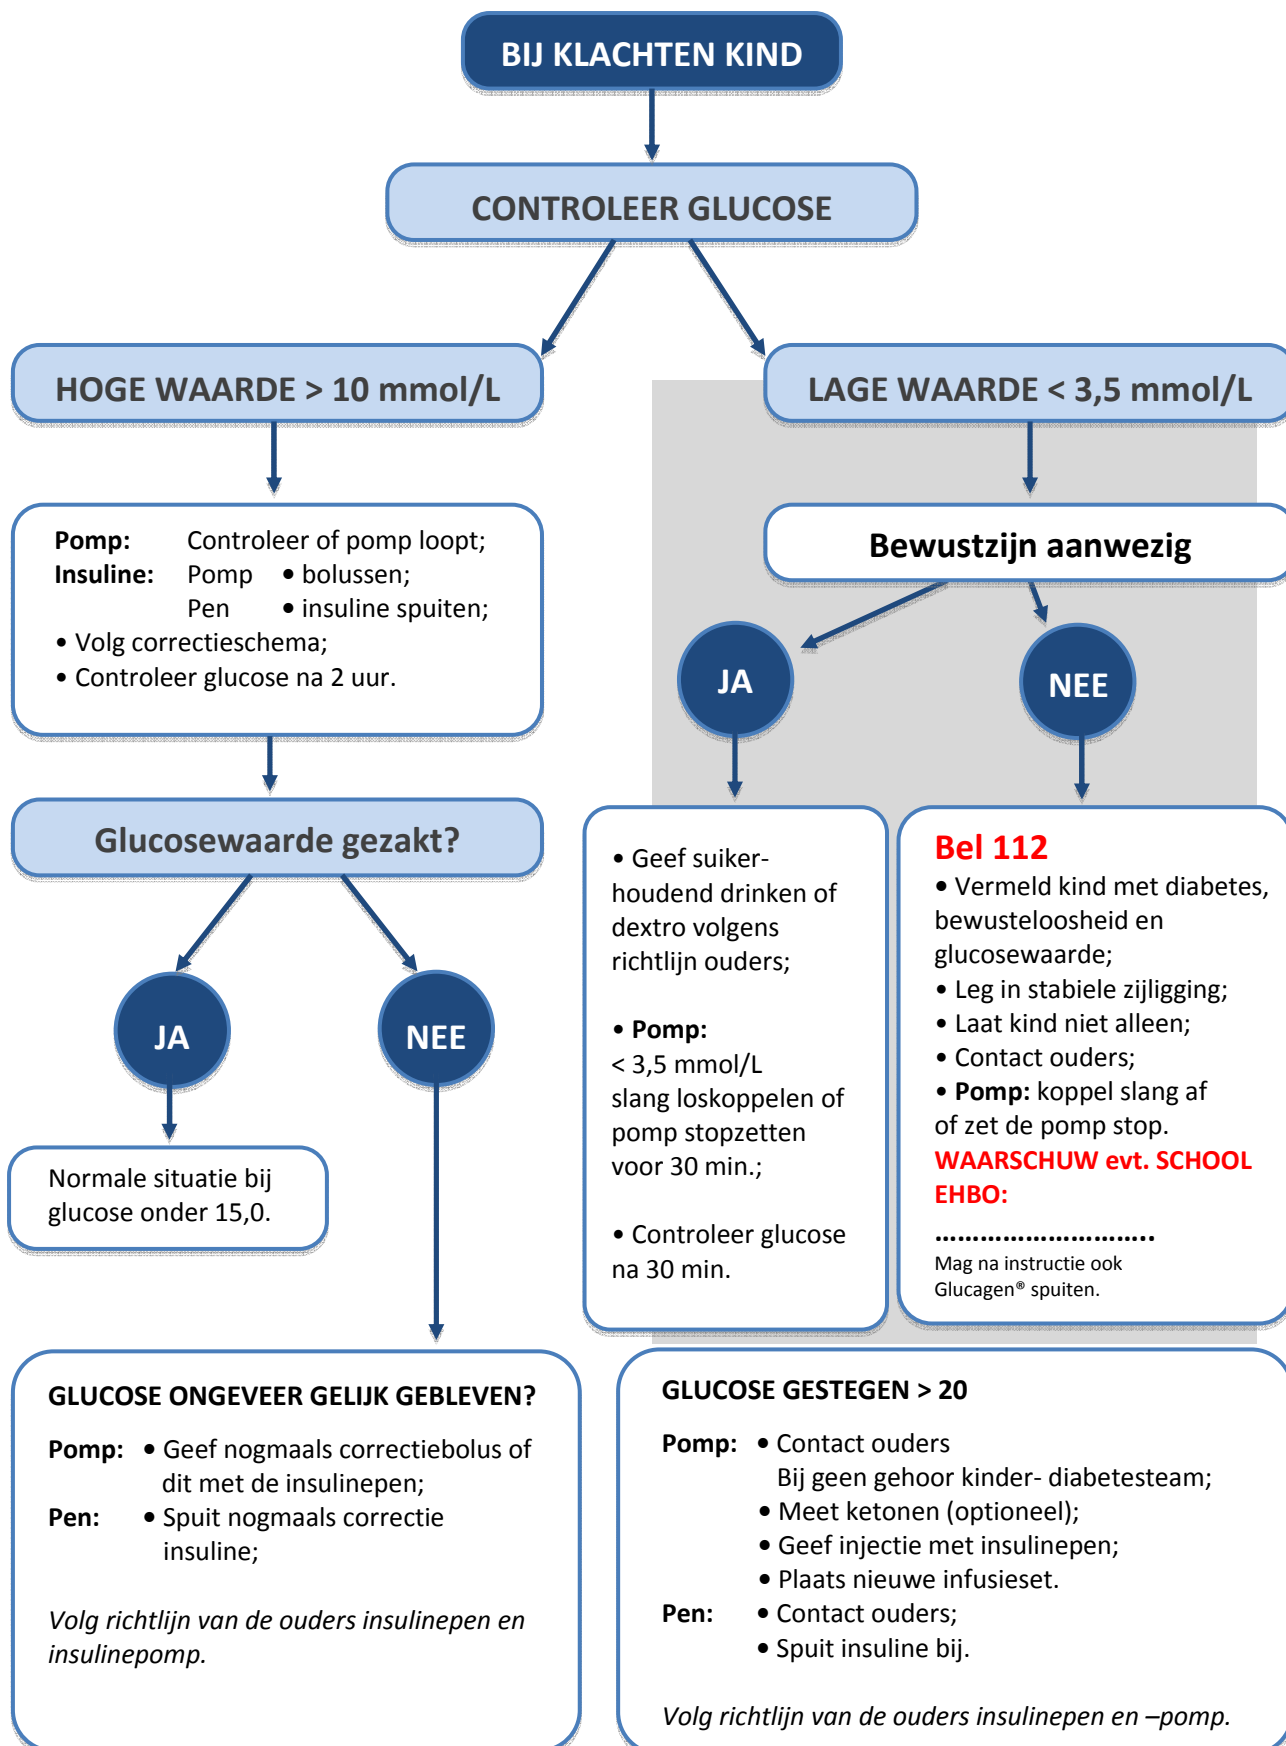 BIJ KLACHTEN KIND
CONTROLEER GLUCOSE
HOGE WAARDE > 10 mmol/L
Pomp: Controleer of pomp loopt;
Insuline: Pomp • bolussen;
Pen • insuline spuiten;
• Volg correctieschema;
• Controleer glucose na 2 uur.
Glucosewaarde gezakt?
JA
NEE
Normale situatie bij
glucose onder 15,0.
LAGE WAARDE < 3,5 mmol/L
Bewustzijn aanwezig
JA
NEE
• Geef suiker-
houdend drinken of
dextro volgens
richtlijn ouders;
• Pomp:
< 3,5 mmol/L
slang loskoppelen of
pomp stopzetten
voor 30 min.;
• Controleer glucose
na 30 min.
Bel 112
• Vermeld kind met diabetes,
bewusteloosheid en
glucosewaarde;
• Leg in stabiele zijligging;
• Laat kind niet alleen;
• Contact ouders;
• Pomp: koppel slang af
of zet de pomp stop.
WAARSCHUW evt. SCHOOL
EHBO:
………………………..
Mag na instructie ook
Glucagen® spuiten.
GLUCOSE ONGEVEER GELIJK GEBLEVEN?
Pomp: • Geef nogmaals correctiebolus of
dit met de insulinepen;
Pen: • Spuit nogmaals correctie
insuline;
Volg richtlijn van de ouders insulinepen en
insulinepomp.
GLUCOSE GESTEGEN > 20
Pomp: • Contact ouders
Bij geen gehoor kinder- diabetesteam;
• Meet ketonen (optioneel);
• Geef injectie met insulinepen;
• Plaats nieuwe infusieset.
Pen: • Contact ouders;
• Spuit insuline bij.
Volg richtlijn van de ouders insulinepen en –pomp.